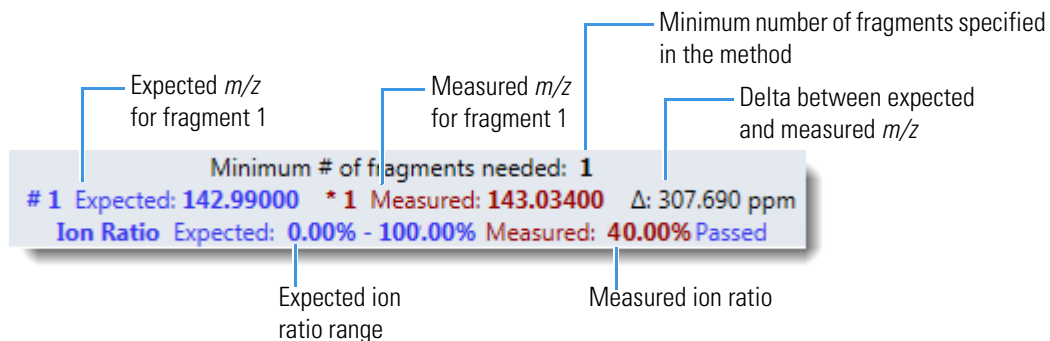 Minimum number of fragments specified
in the method
Expected m/z
for fragment 1
Measured m/z
for fragment 1
Delta between expected
and measured m/z
Minimum # of fragments needed: 1
# 1 Expected: 142.99000 * 1 Measured: 143.03400 Δ: 307.690 ppm
Ion Ratio Expected: 0.00% - 100.00% Measured: 40.00% Passed
Expected ion
ratio range
Measured ion ratio